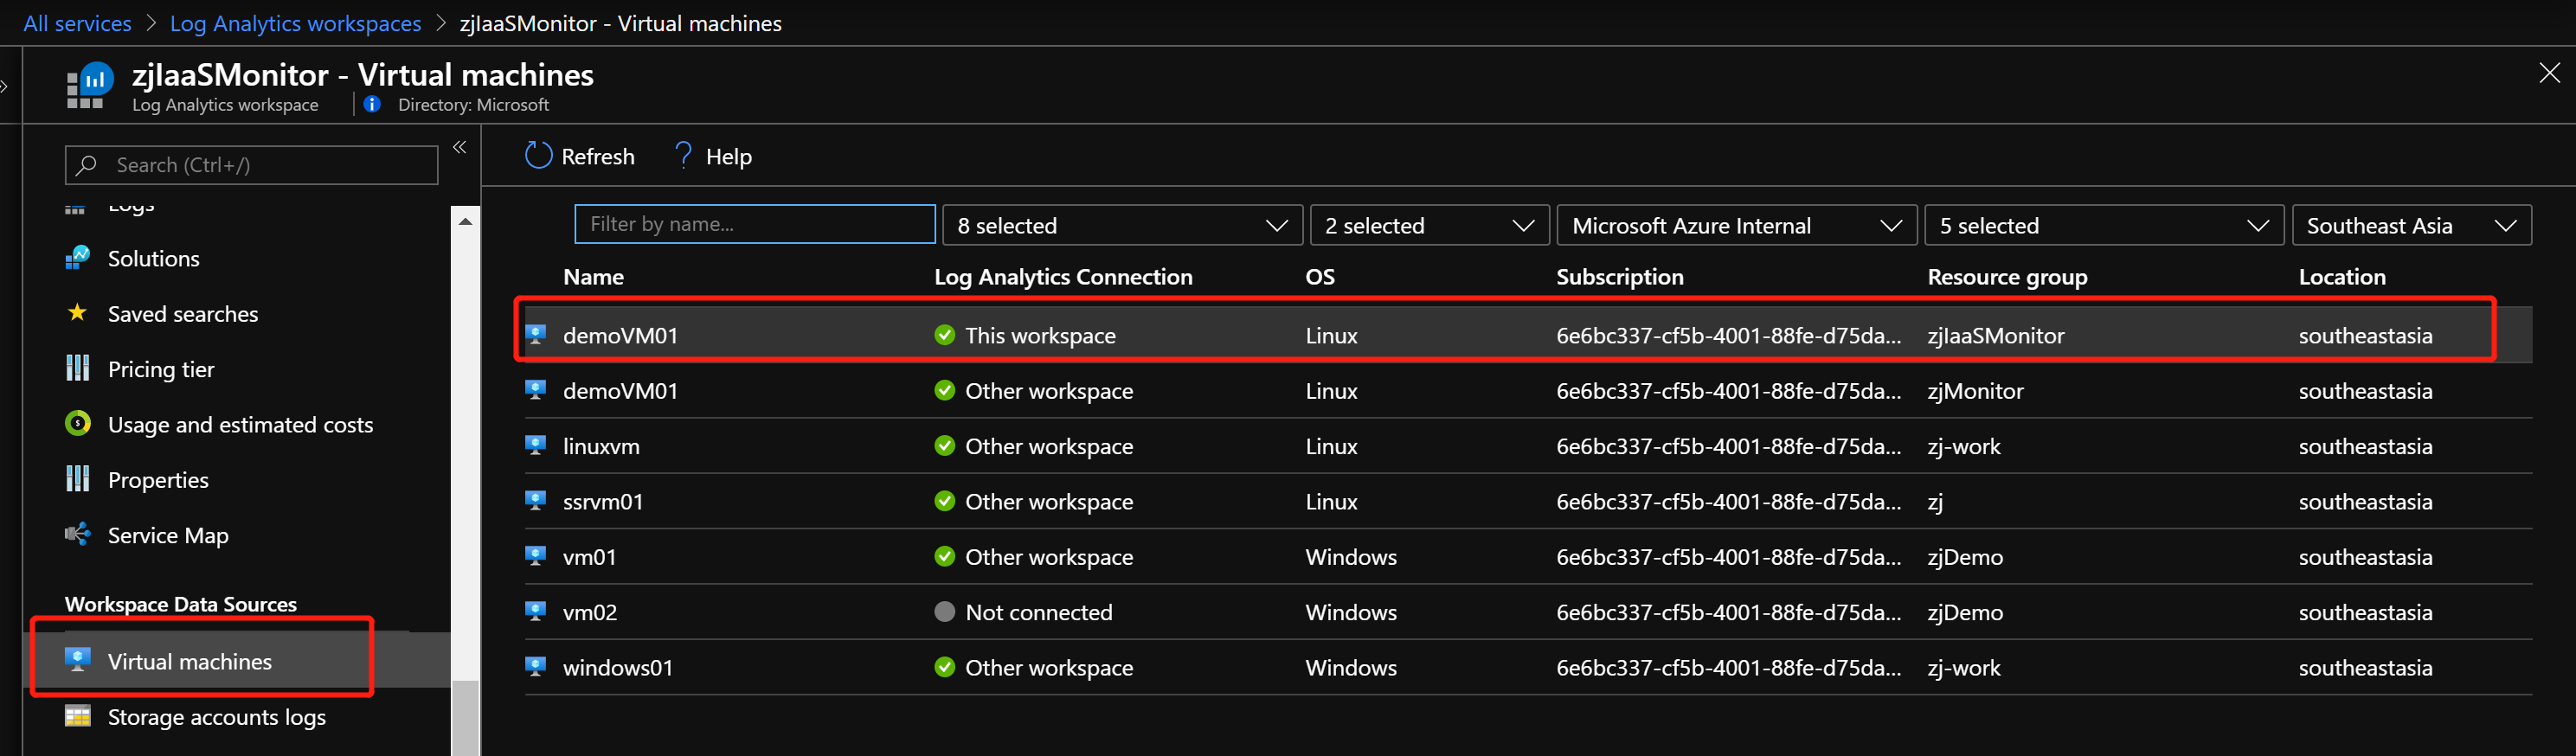 All services > Log Analytics workspaces > zjIaaSMonitor - Virtual machines
zjIaaSMonitor - Virtual machines
Log Analytics workspace | Directory: Microsoft
Search (Ctrl+/)
Logs
Solutions
Saved searches
Pricing tier
Usage and estimated costs
Properties
Service Map
Workspace Data Sources
Virtual machines
Storage accounts logs
Refresh Help
Filter by name... 8 selected 2 selected Microsoft Azure Internal 5 selected Southeast Asia
Name Log Analytics Connection OS Subscription Resource group Location
demoVM01 This workspace Linux 6e6bc337-cf5b-4001-88fe-d75da... zjIaaSMonitor southeastasia
demoVM01 Other workspace Linux 6e6bc337-cf5b-4001-88fe-d75da... zjMonitor southeastasia
linuxvm Other workspace Linux 6e6bc337-cf5b-4001-88fe-d75da... zj-work southeastasia
ssrvm01 Other workspace Linux 6e6bc337-cf5b-4001-88fe-d75da... zj southeastasia
vm01 Other workspace Windows 6e6bc337-cf5b-4001-88fe-d75da... zjDemo southeastasia
vm02 Not connected Windows 6e6bc337-cf5b-4001-88fe-d75da... zjDemo southeastasia
windows01 Other workspace Windows 6e6bc337-cf5b-4001-88fe-d75da... zj-work southeastasia